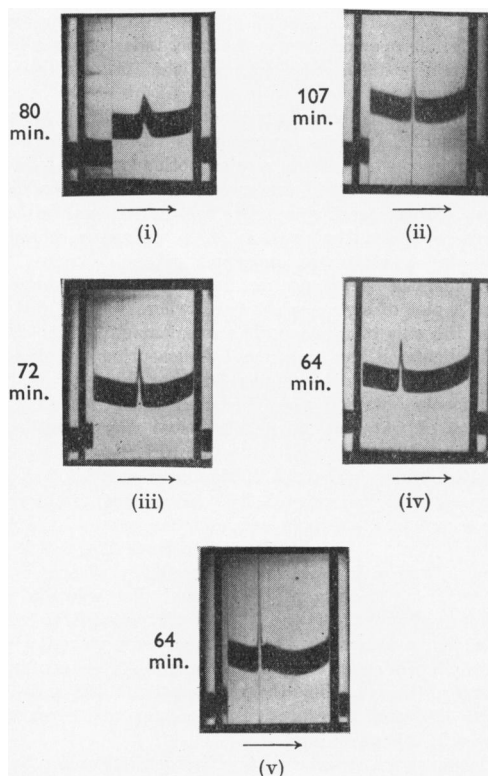 80
min.
(i)
107
min.
(ii)
72
min.
(iii)
64
min.
(iv)
64
min.
(v)